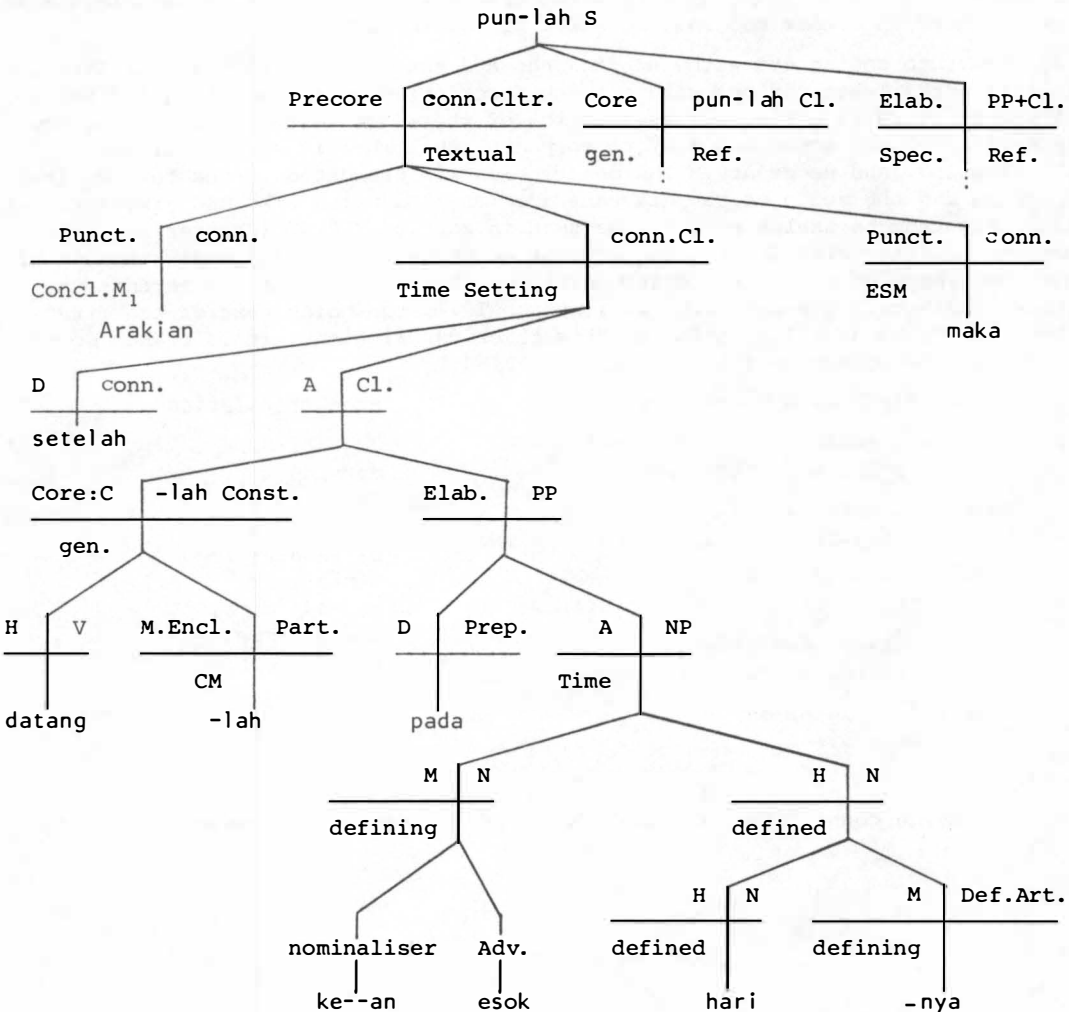 pun-lah S
Precore conn.Cltr. Core pun-lah Cl. Elab. PP+Cl.
Textual gen. Ref. Spec. Ref.
Punct. conn. conn.Cl. Punct. conn.
Concl.M₁ Time Setting ESM
Arakian maka
D conn. A Cl.
setelah
Core:C -lah Const. Elab. PP
gen.
H V M.Encl. Part. D Prep. A NP
CM Time
datang -lah pada
M N H N
defining defined
H N M Def.Art.
nominaliser Adv. defined defining
ke--an esok hari -nya